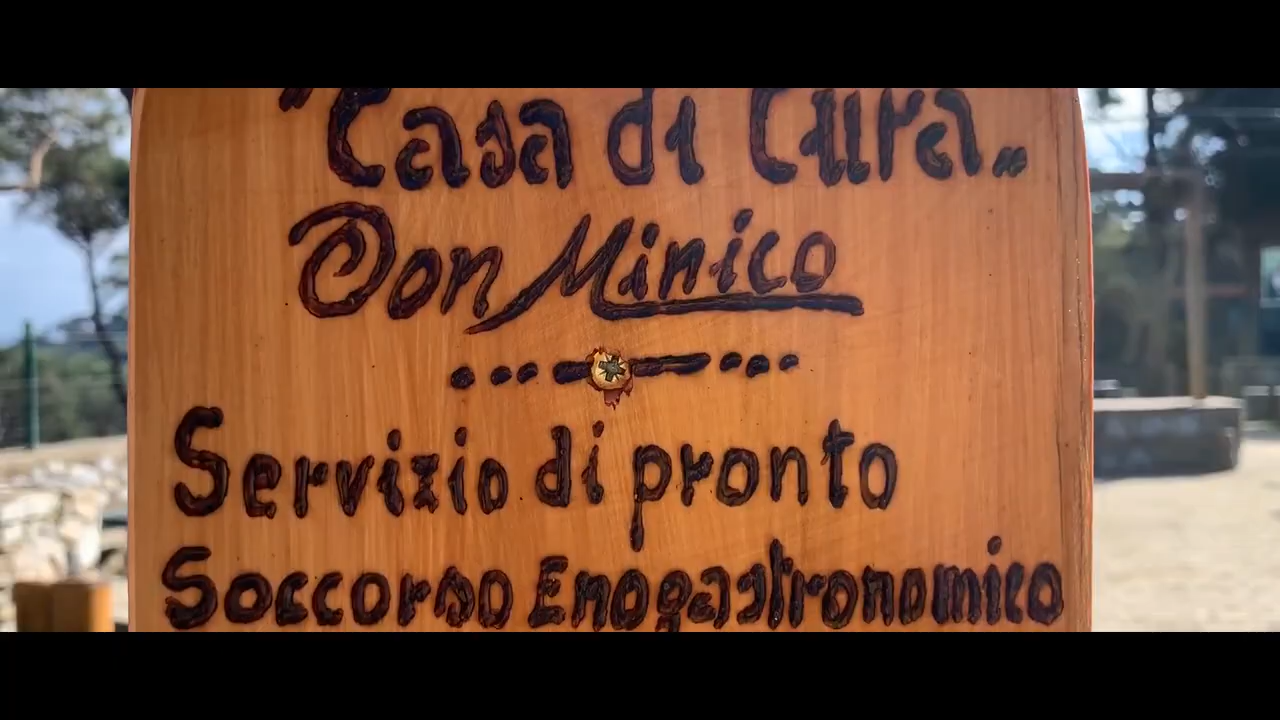 "Casa di Cura„
Don Minico
Servizio di pronto
Soccorso Enogastronomico